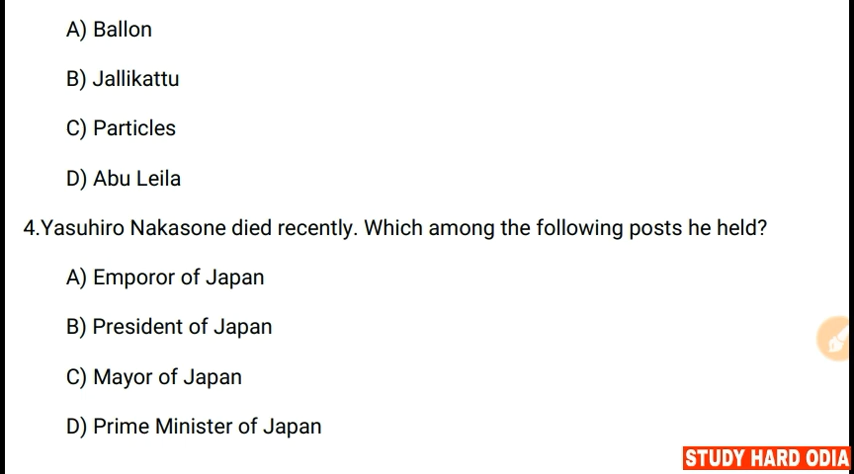 A) Ballon
B) Jallikattu
C) Particles
D) Abu Leila
4.Yasuhiro Nakasone died recently. Which among the following posts he held?
A) Emporor of Japan
B) President of Japan
C) Mayor of Japan
D) Prime Minister of Japan
STUDY HARD ODIA